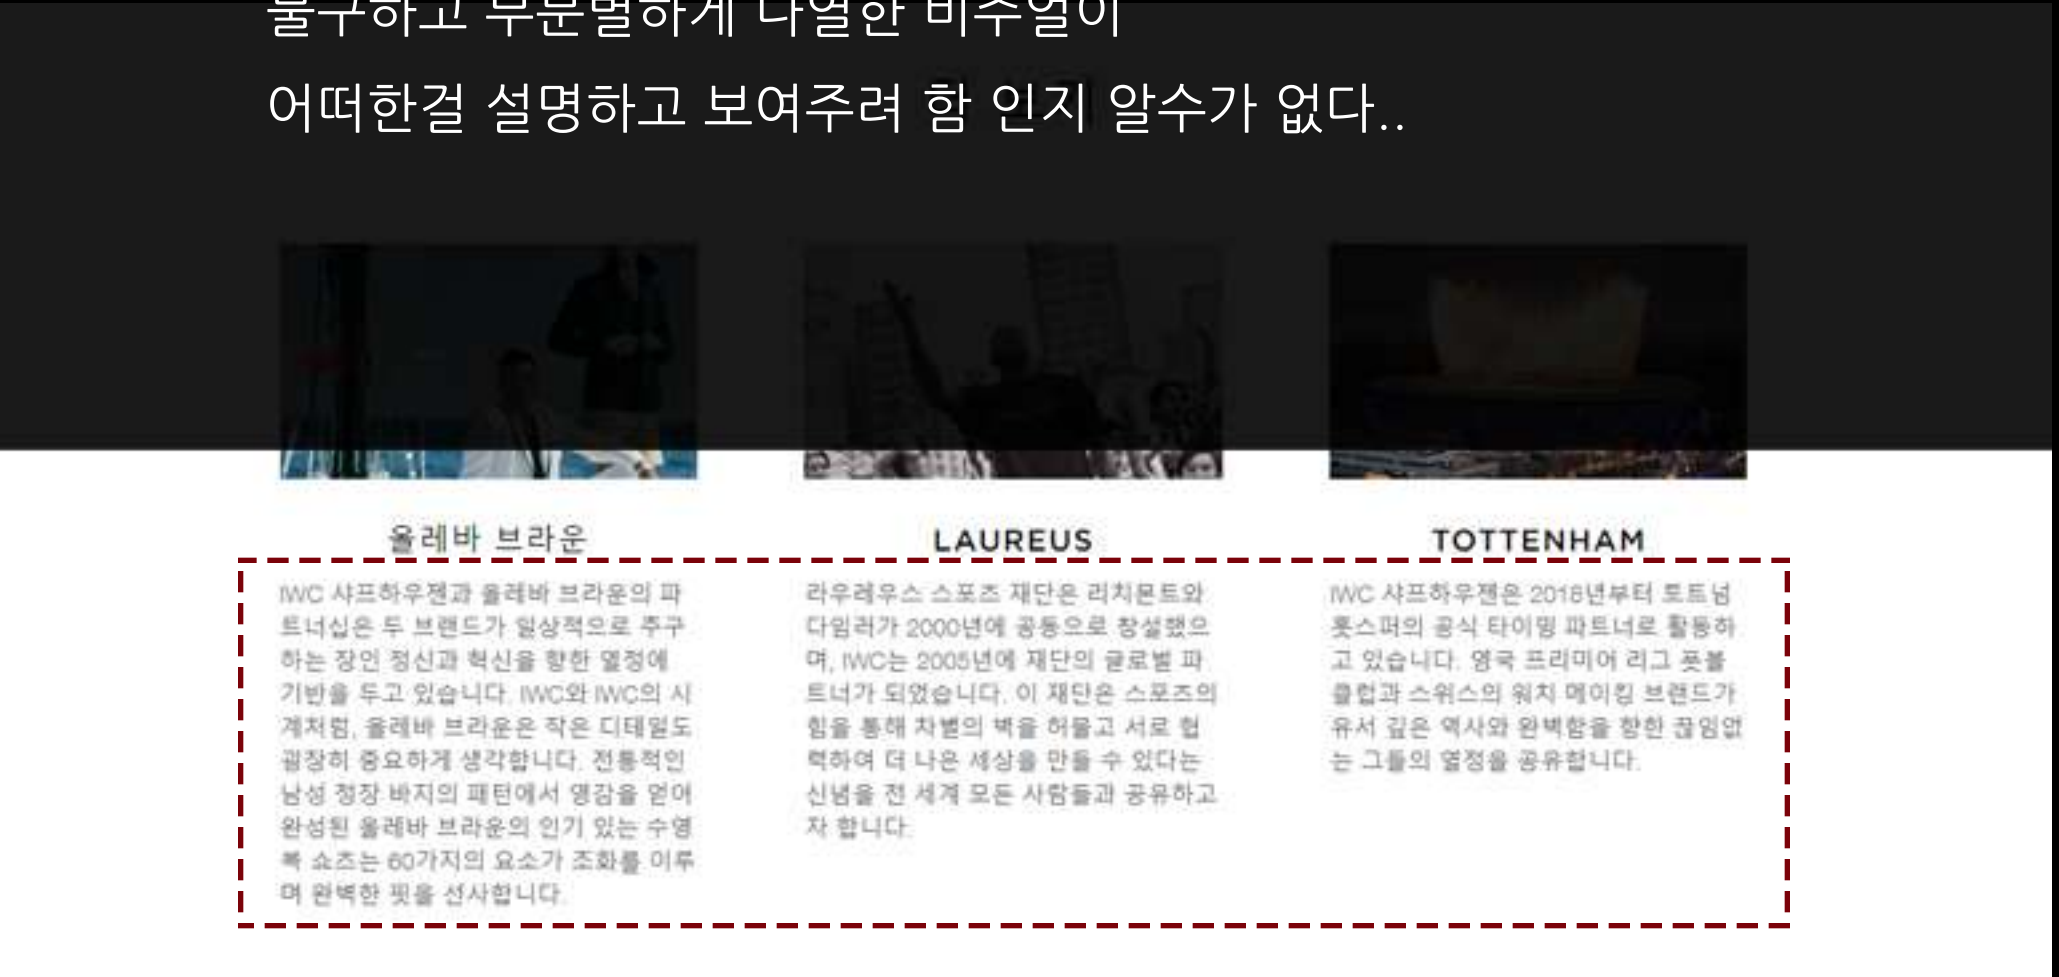 불구하고 무분별하게 나열한 비주얼이
어떠한걸 설명하고 보여주려 함 인지 알수가 없다..
올레바 브라운
IWC 샤프하우젠과 올레바 브라운의 파
트너십은 두 브랜드가 일상적으로 추구
하는 장인 정신과 혁신을 향한 열정에
기반을 두고 있습니다. IWC와 IWC의 시
계처럼, 올레바 브라운은 작은 디테일도
굉장히 중요하게 생각합니다. 전통적인
남성 정장 바지의 패턴에서 영감을 얻어
완성된 올레바 브라운의 인기 있는 수영
복 쇼츠는 60가지의 요소가 조화를 이루
며 완벽한 핏을 선사합니다.
LAUREUS
라우레우스 스포츠 재단은 리치몬트와
다임러가 2000년에 공동으로 창설했으
며, IWC는 2005년에 재단의 글로벌 파
트너가 되었습니다. 이 재단은 스포츠의
힘을 통해 차별의 벽을 허물고 서로 협
력하여 더 나은 세상을 만들 수 있다는
신념을 전 세계 모든 사람들과 공유하고
자 합니다.
TOTTENHAM
IWC 샤프하우젠은 2018년부터 토트넘
홋스퍼의 공식 타이밍 파트너로 활동하
고 있습니다. 영국 프리미어 리그 풋볼
클럽과 스위스의 워치 메이킹 브랜드가
유서 깊은 역사와 완벽함을 향한 끊임없
는 그들의 열정을 공유합니다.